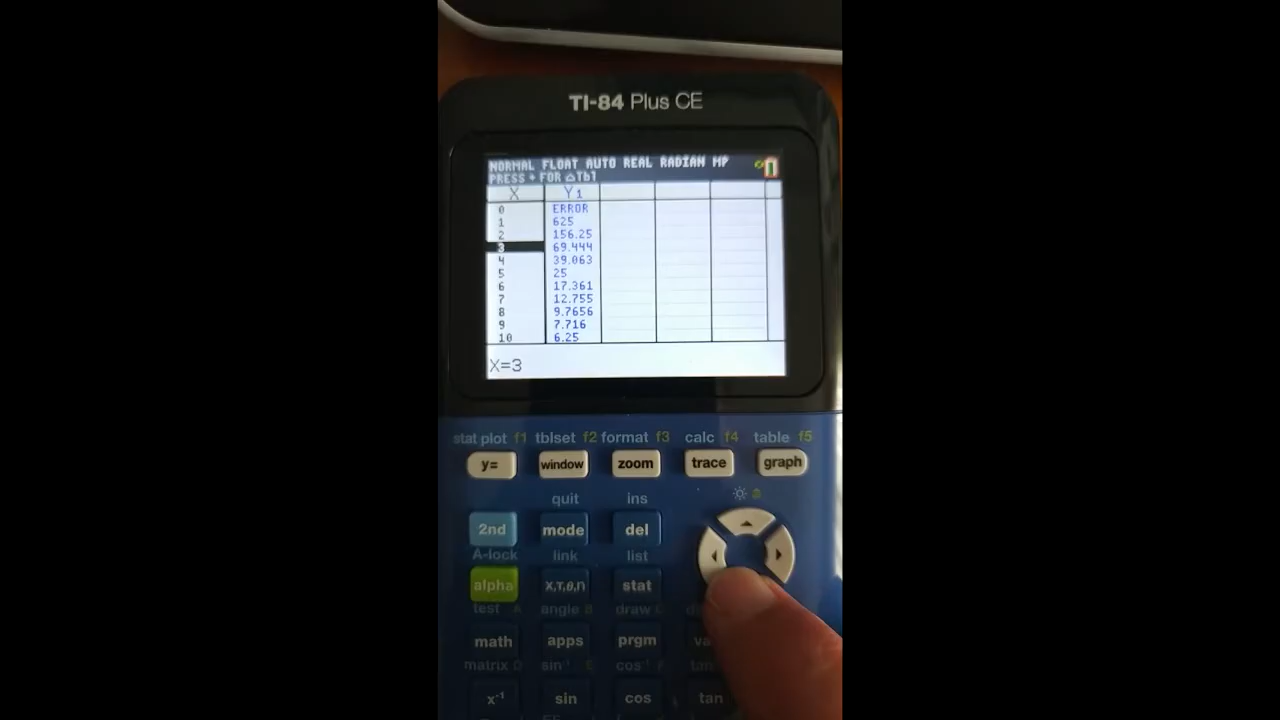 TI-84 Plus CE
NORMAL FLOAT AUTO REAL RADIAN MP
PRESS + FOR △Tbl
X Y1
0 ERROR
1 625
2 156.25
3 69.444
4 39.063
5 25
6 17.361
7 12.755
8 9.7656
9 7.716
10 6.25
X=3
stat plot f1 tblset f2 format f3 calc f4 table f5
y= window zoom trace graph
quit ins
2nd mode del
A-lock link list
alpha X,T,θ,n stat
test A angle B draw C
math apps prgm
matrix D sin⁻¹ E cos⁻¹ F tan
x⁻¹ sin cos tan